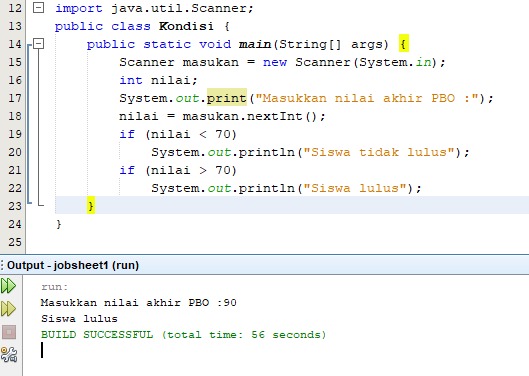 12 import java.util.Scanner;
13 public class Kondisi {
14 public static void main(String[] args) {
15 Scanner masukan = new Scanner(System.in);
16 int nilai;
17 System.out.print("Masukkan nilai akhir PBO :");
18 nilai = masukan.nextInt();
19 if (nilai < 70)
20 System.out.println("Siswa tidak lulus");
21 if (nilai > 70)
22 System.out.println("Siswa lulus");
23 }
24 }
25
Output - jobsheet1 (run)
run:
Masukkan nilai akhir PBO :90
Siswa lulus
BUILD SUCCESSFUL (total time: 56 seconds)